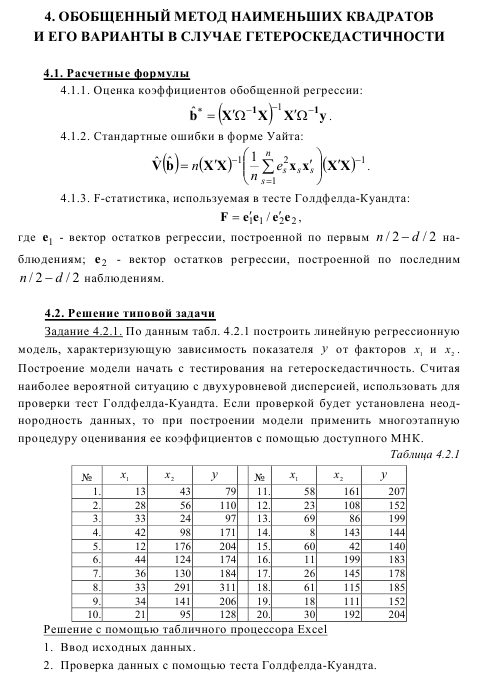 4. ОБОБЩЕННЫЙ МЕТОД НАИМЕНЬШИХ КВАДРАТОВ
И ЕГО ВАРИАНТЫ В СЛУЧАЕ ГЕТЕРОСКЕДАСТИЧНОСТИ
4.1. Расчетные формулы
4.1.1. Оценка коэффициентов обобщенной регрессии:
b̂* = (X′Ω⁻¹X)⁻¹X′Ω⁻¹y .
4.1.2. Стандартные ошибки в форме Уайта:
V̂(b̂) = n(X′X)⁻¹(1/n ∑ₛ₌₁ⁿ eₛ²xₛx′ₛ)(X′X)⁻¹ .
4.1.3. F-статистика, используемая в тесте Голдфелда-Куандта:
F = e′₁e₁ / e′₂e₂ ,
где e₁ - вектор остатков регрессии, построенной по первым n / 2 − d / 2 на-
блюдениям; e₂ - вектор остатков регрессии, построенной по последним
n / 2 − d / 2 наблюдениям.
4.2. Решение типовой задачи
Задание 4.2.1. По данным табл. 4.2.1 построить линейную регрессионную
модель, характеризующую зависимость показателя y от факторов x₁ и x₂ .
Построение модели начать с тестирования на гетероскедастичность. Считая
наиболее вероятной ситуацию с двухуровневой дисперсией, использовать для
проверки тест Голдфелда-Куандта. Если проверкой будет установлена неод-
нородность данных, то при построении модели применить многоэтапную
процедуру оценивания ее коэффициентов с помощью доступного МНК.
Таблица 4.2.1
№ x₁ x₂ y № x₁ x₂ y
1. 13 43 79 11. 58 161 207
2. 28 56 110 12. 23 108 152
3. 33 24 97 13. 69 86 199
4. 42 98 171 14. 8 143 144
5. 12 176 204 15. 60 42 140
6. 44 124 174 16. 11 199 183
7. 36 130 184 17. 26 145 178
8. 33 291 311 18. 61 115 185
9. 34 141 206 19. 18 111 152
10. 21 95 128 20. 30 192 204
Решение с помощью табличного процессора Excel
1. Ввод исходных данных.
2. Проверка данных с помощью теста Голдфелда-Куандта.